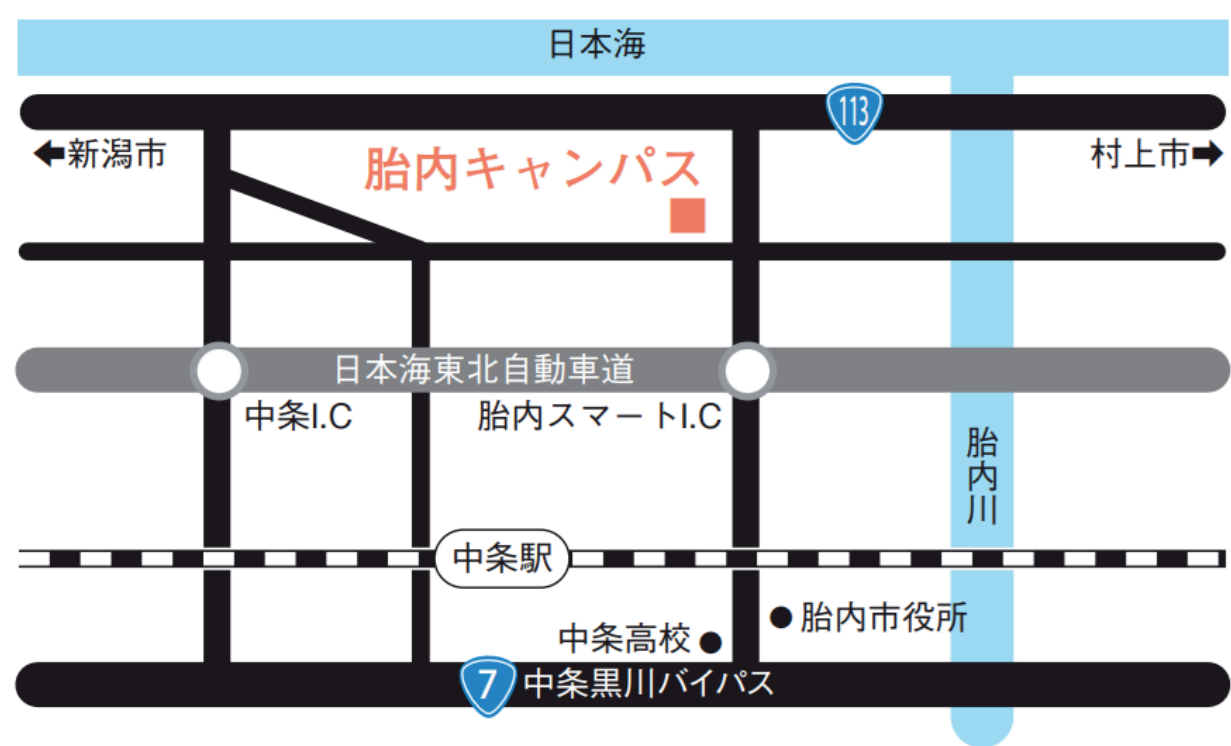 日本海
113
←新潟市
村上市→
胎内キャンパス
日本海東北自動車道
中条I.C
胎内スマートI.C
胎内川
中条駅
胎内市役所
中条高校
7
中条黒川バイパス